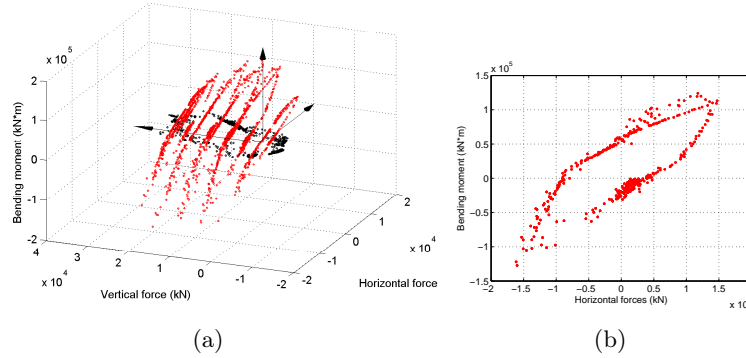 x 10^5
2
1
0
-1
-2
Bending moment (kN*m)
4
3
2
1
0
-1
-2
x 10^4
Vertical force (kN)
-2
-1
0
1
2
x 10^4
Horizontal force
(a)
x 10^5
1.5
1
0.5
0
-0.5
-1
-1.5
Bending moment (kN*m)
-2
-1.5
-1
-0.5
0
0.5
1
1.5
Horizontal forces (kN)
x 10
(b)